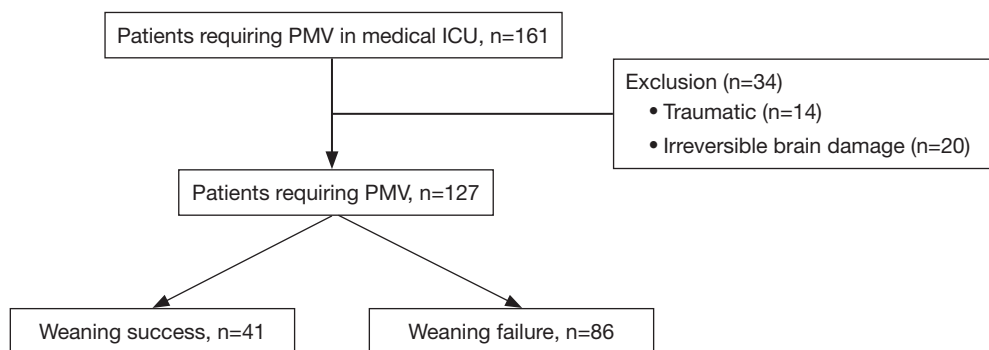 Patients requiring PMV in medical ICU, n=161
Exclusion (n=34)
• Traumatic (n=14)
• Irreversible brain damage (n=20)
Patients requiring PMV, n=127
Weaning success, n=41
Weaning failure, n=86